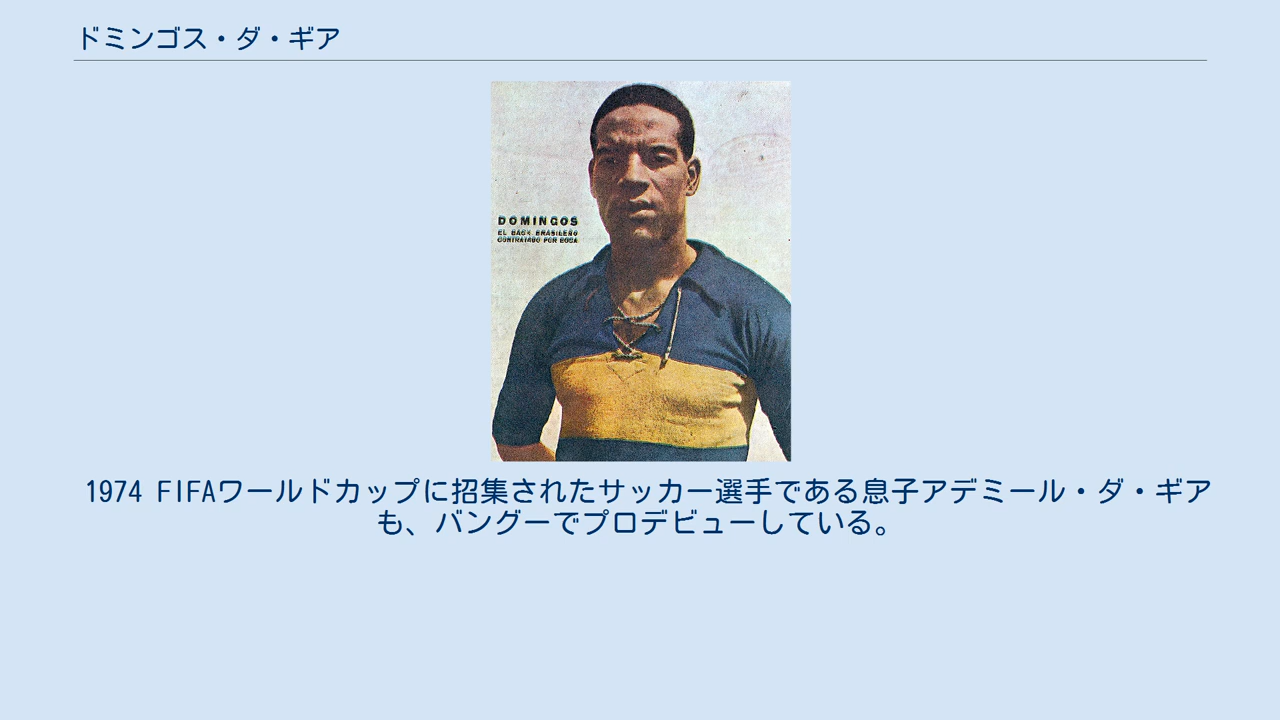 ドミンゴス・ダ・ギア
DOMINGOS
EL BACK BRASILEÑO
CONTRATADO POR BOCA
1974 FIFAワールドカップに招集されたサッカー選手である息子アデミール・ダ・ギア
も、バングーでプロデビューしている。